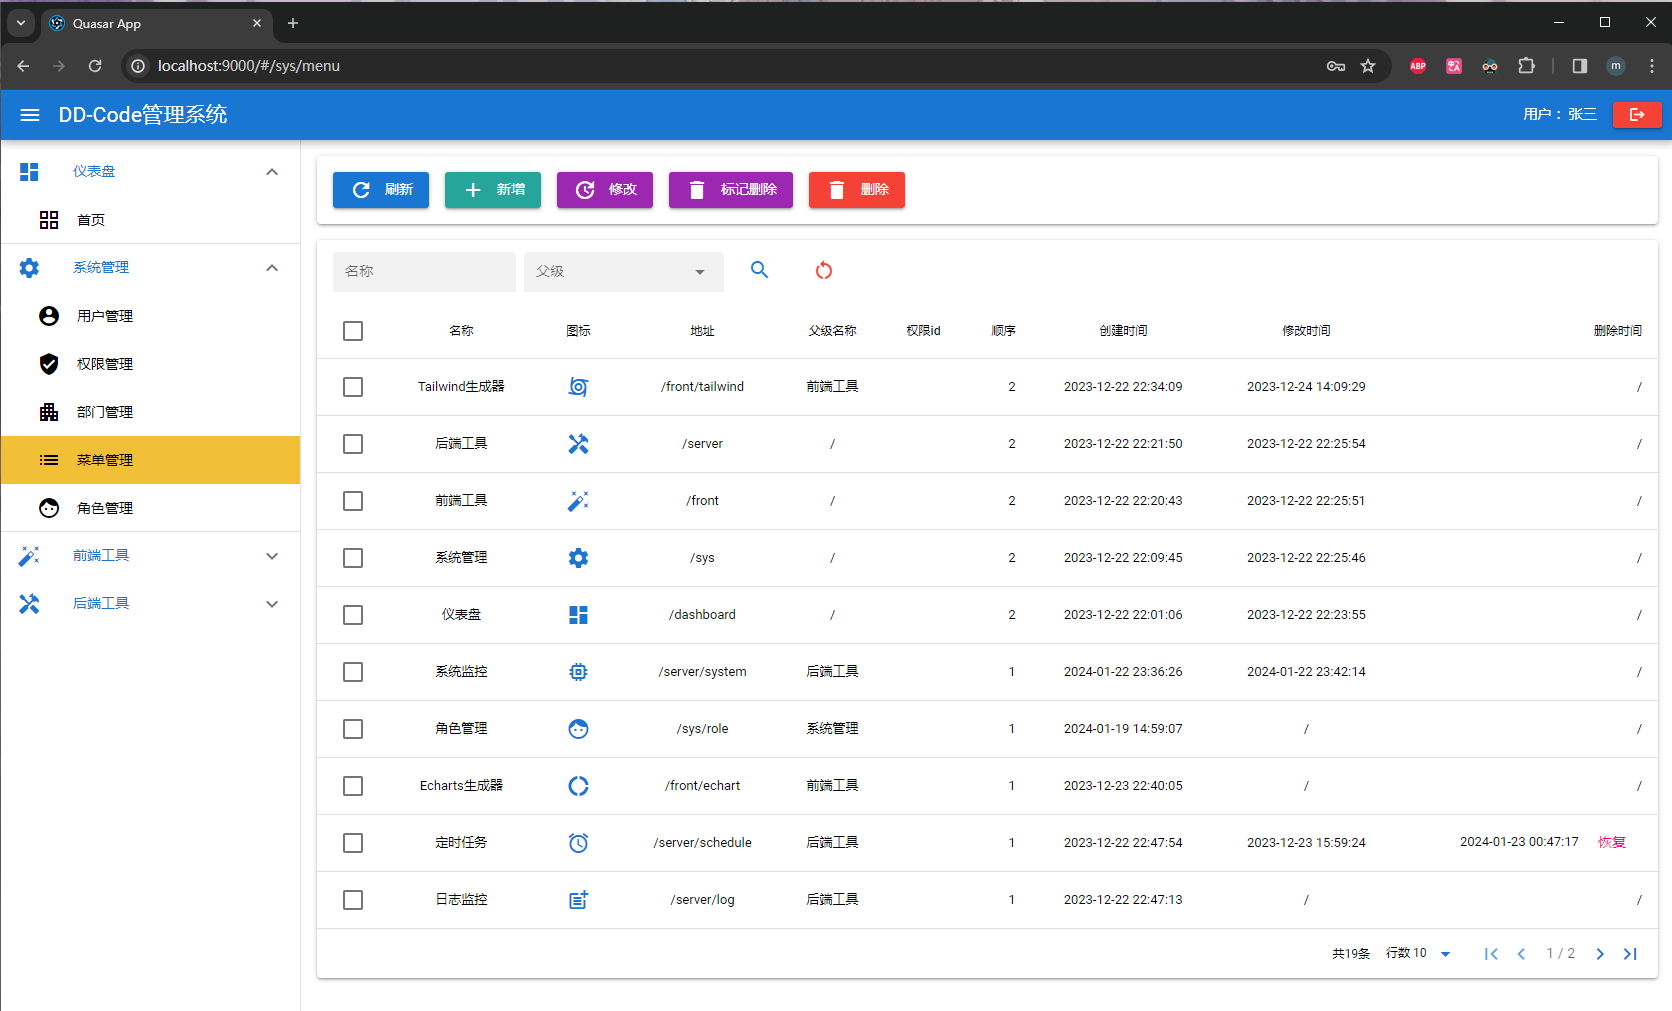 Quasar App
localhost:9000/#/sys/menu
ABP
m
DD-Code管理系统
用户：张三
仪表盘
首页
系统管理
用户管理
权限管理
部门管理
菜单管理
角色管理
前端工具
后端工具
刷新 新增 修改 标记删除 删除
名称 父级
名称 图标 地址 父级名称 权限id 顺序 创建时间 修改时间 删除时间
Tailwind生成器 /front/tailwind 前端工具 2 2023-12-22 22:34:09 2023-12-24 14:09:29 /
后端工具 /server / 2 2023-12-22 22:21:50 2023-12-22 22:25:54 /
前端工具 /front / 2 2023-12-22 22:20:43 2023-12-22 22:25:51 /
系统管理 /sys / 2 2023-12-22 22:09:45 2023-12-22 22:25:46 /
仪表盘 /dashboard / 2 2023-12-22 22:01:06 2023-12-22 22:23:55 /
系统监控 /server/system 后端工具 1 2024-01-22 23:36:26 2024-01-22 23:42:14 /
角色管理 /sys/role 系统管理 1 2024-01-19 14:59:07 / /
Echarts生成器 /front/echart 前端工具 1 2023-12-23 22:40:05 / /
定时任务 /server/schedule 后端工具 1 2023-12-22 22:47:54 2023-12-23 15:59:24 2024-01-23 00:47:17 恢复
日志监控 /server/log 后端工具 1 2023-12-22 22:47:13 / /
共19条 行数 10 1 / 2